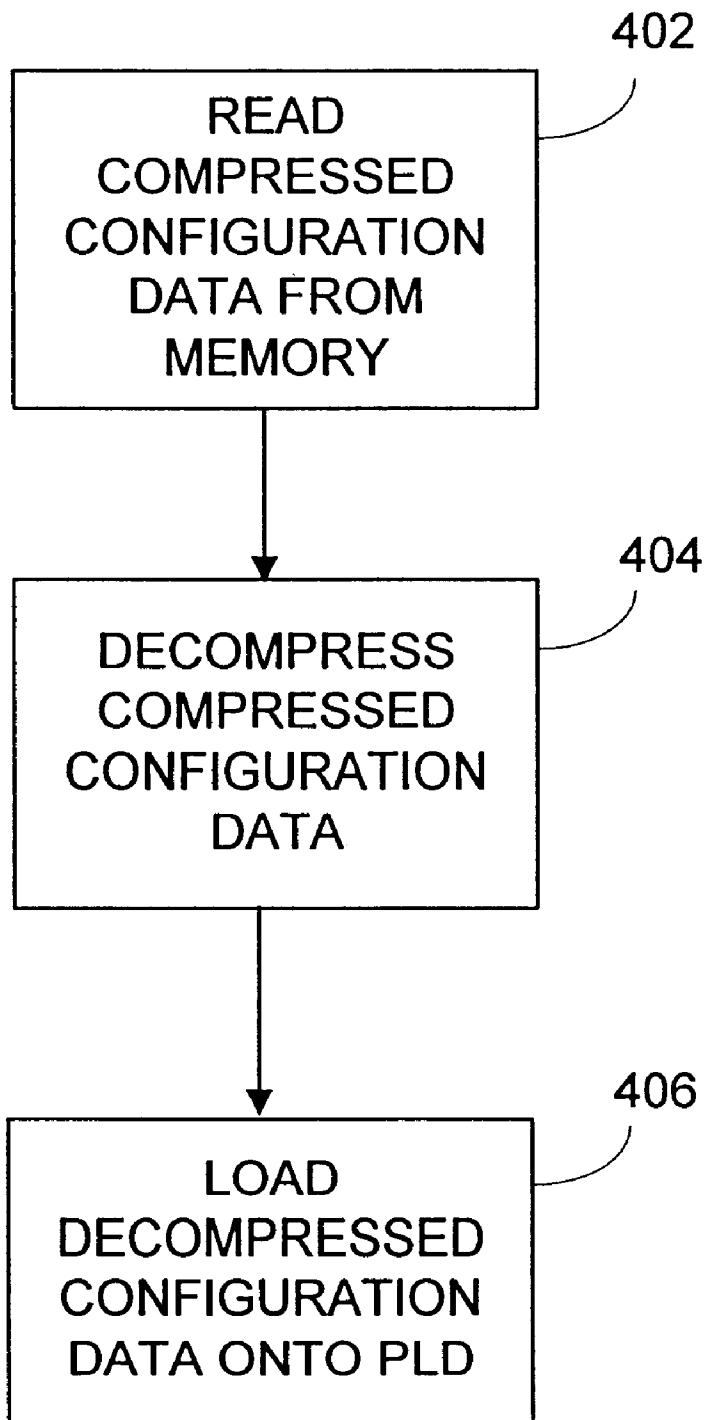 402
READ
COMPRESSED
CONFIGURATION
DATA FROM
MEMORY
404
DECOMPRESS
COMPRESSED
CONFIGURATION
DATA
406
LOAD
DECOMPRESSED
CONFIGURATION
DATA ONTO PLD